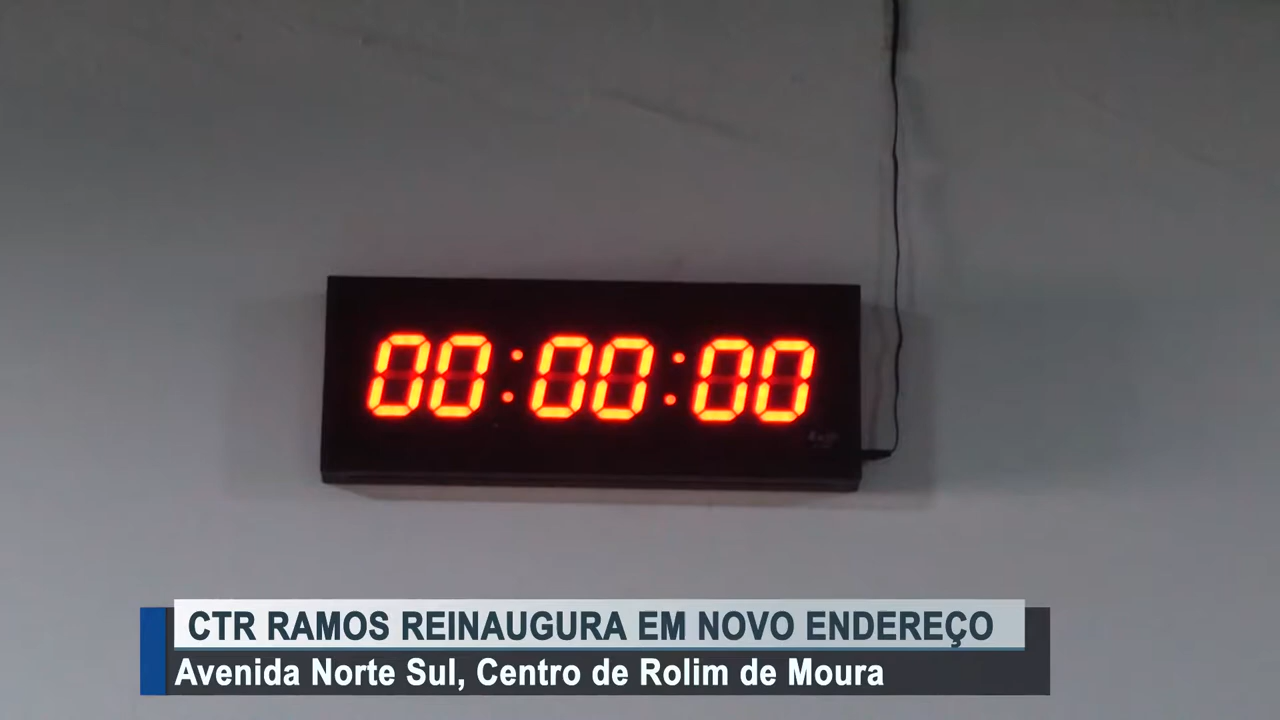 00:00:00
CTR RAMOS REINAUGURA EM NOVO ENDEREÇO
Avenida Norte Sul, Centro de Rolim de Moura